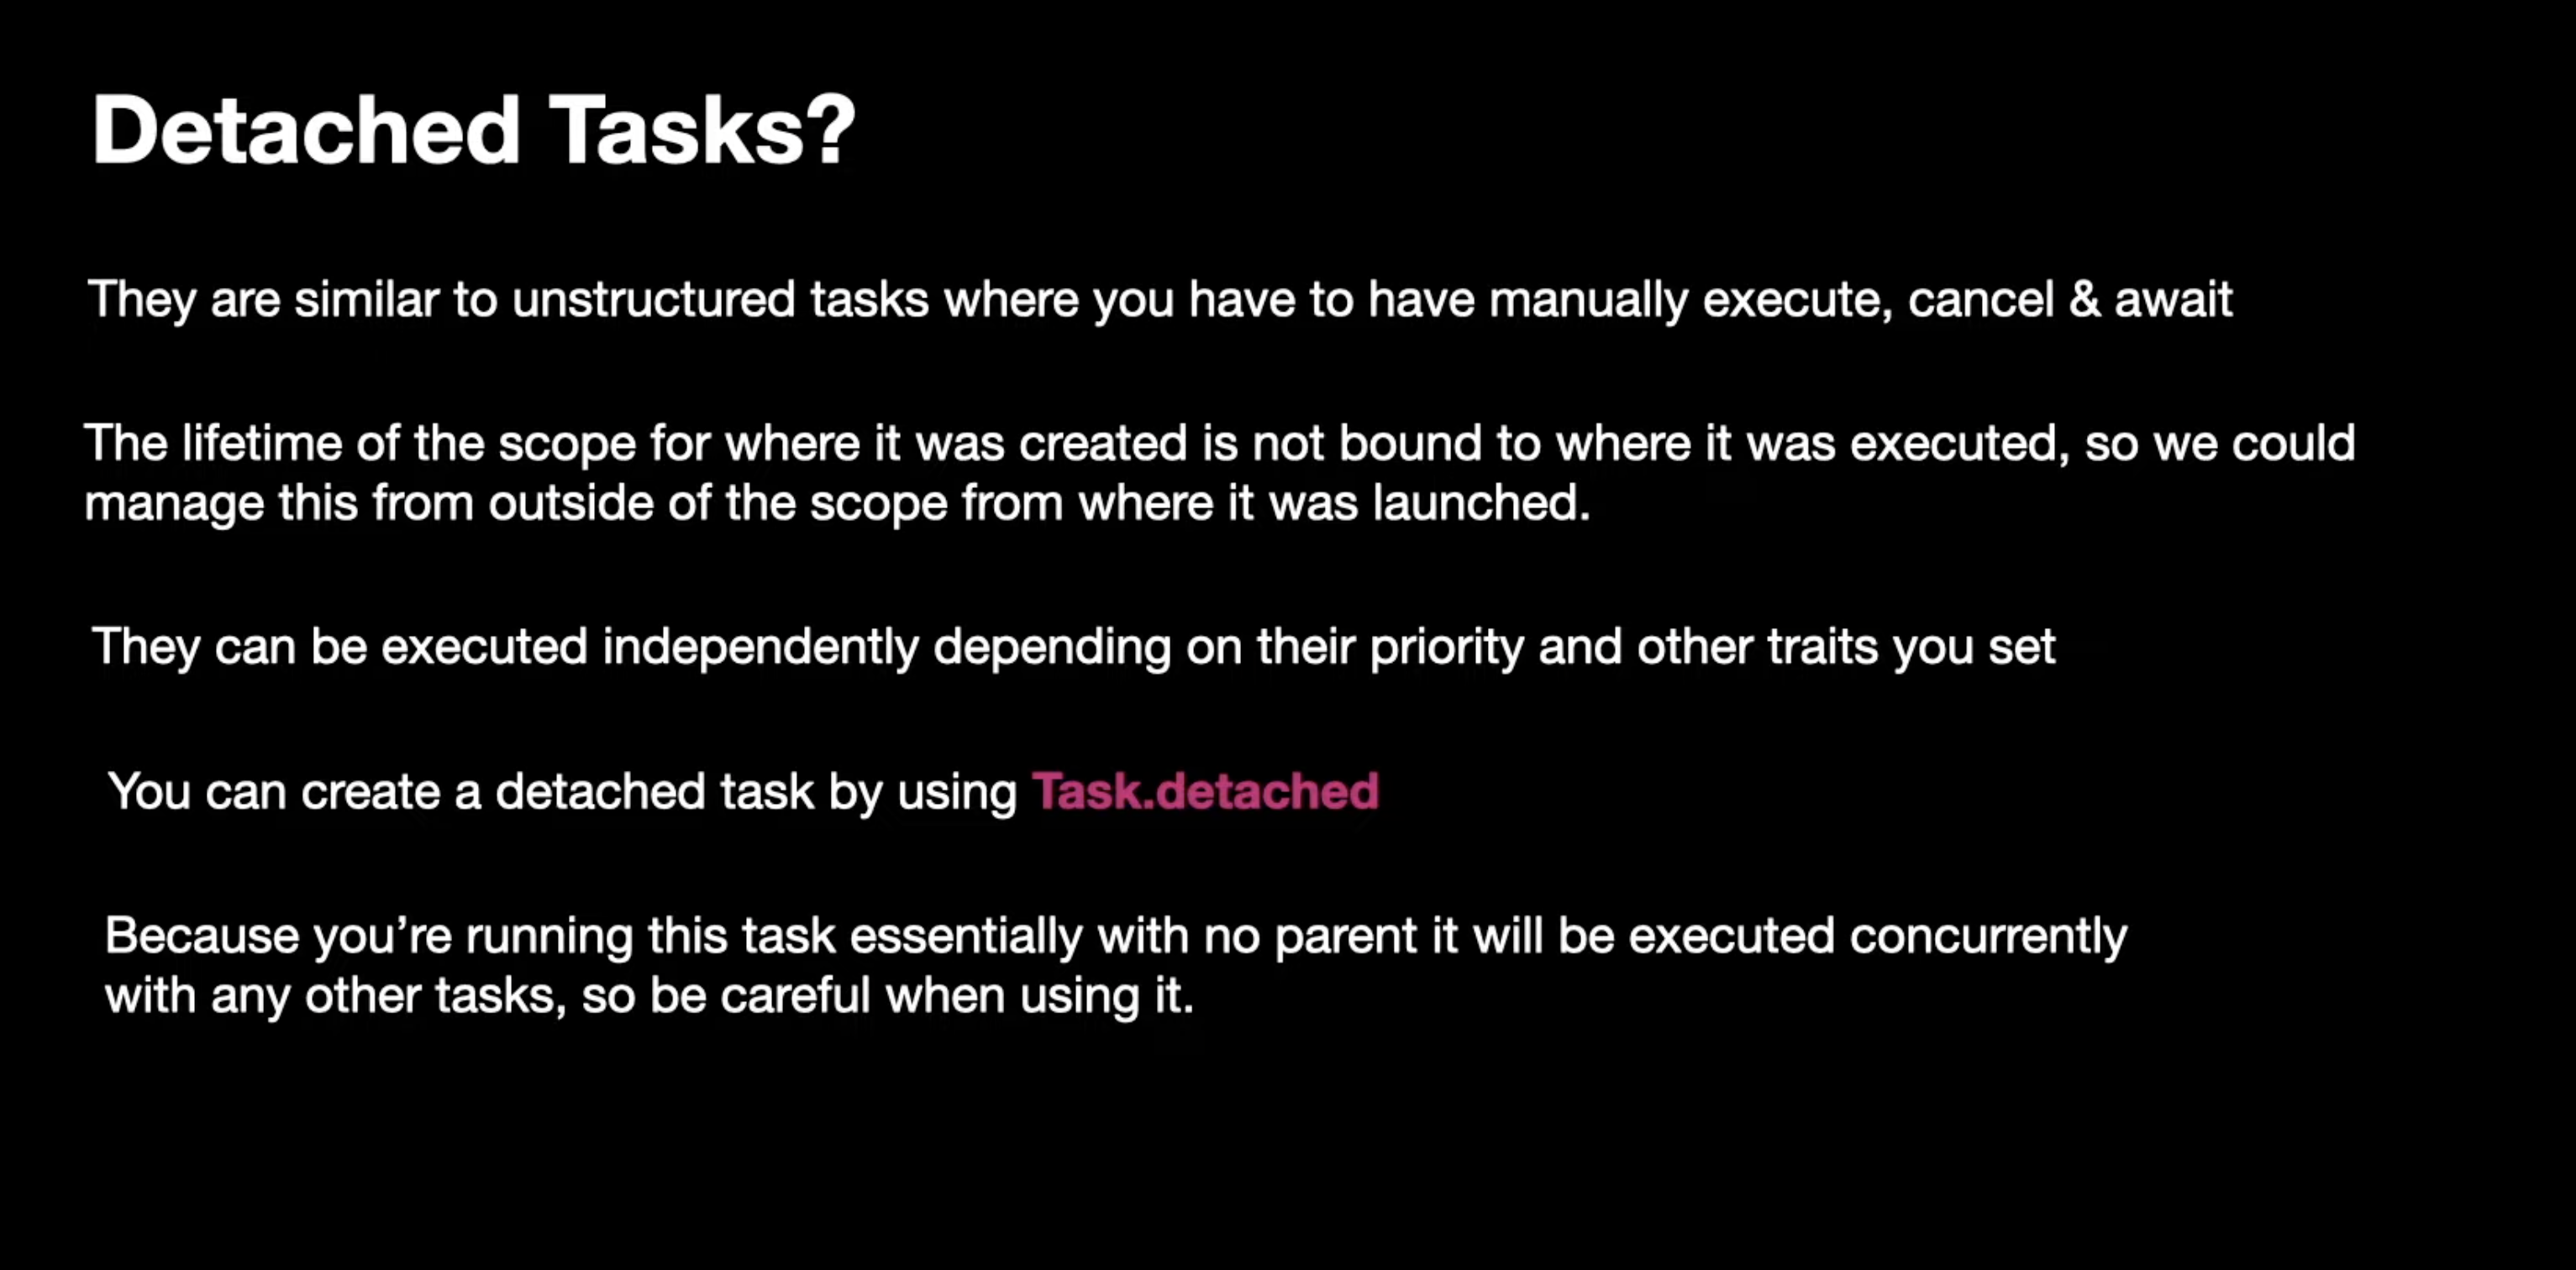 Detached Tasks?
They are similar to unstructured tasks where you have to have manually execute, cancel & await
The lifetime of the scope for where it was created is not bound to where it was executed, so we could
manage this from outside of the scope from where it was launched.
They can be executed independently depending on their priority and other traits you set
You can create a detached task by using Task.detached
Because you’re running this task essentially with no parent it will be executed concurrently
with any other tasks, so be careful when using it.